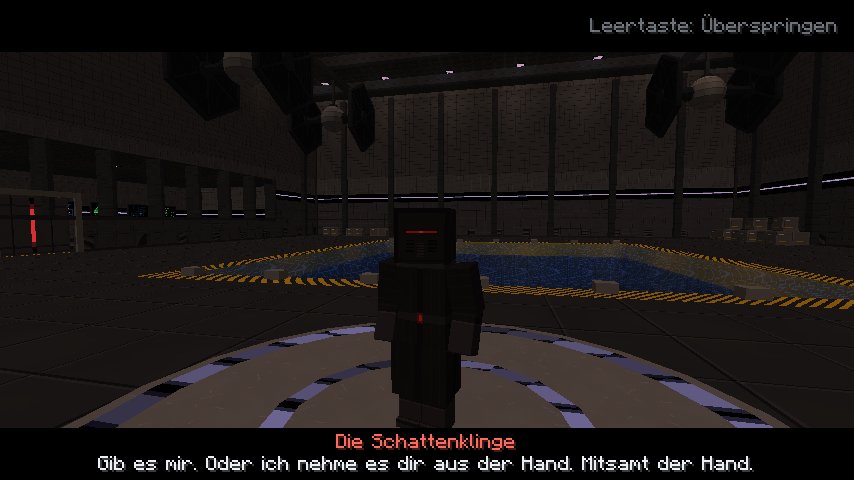 Leertaste: Überspringen
Die Schattenklinge
Gib es mir. Oder ich nehme es dir aus der Hand. Mitsamt der Hand.